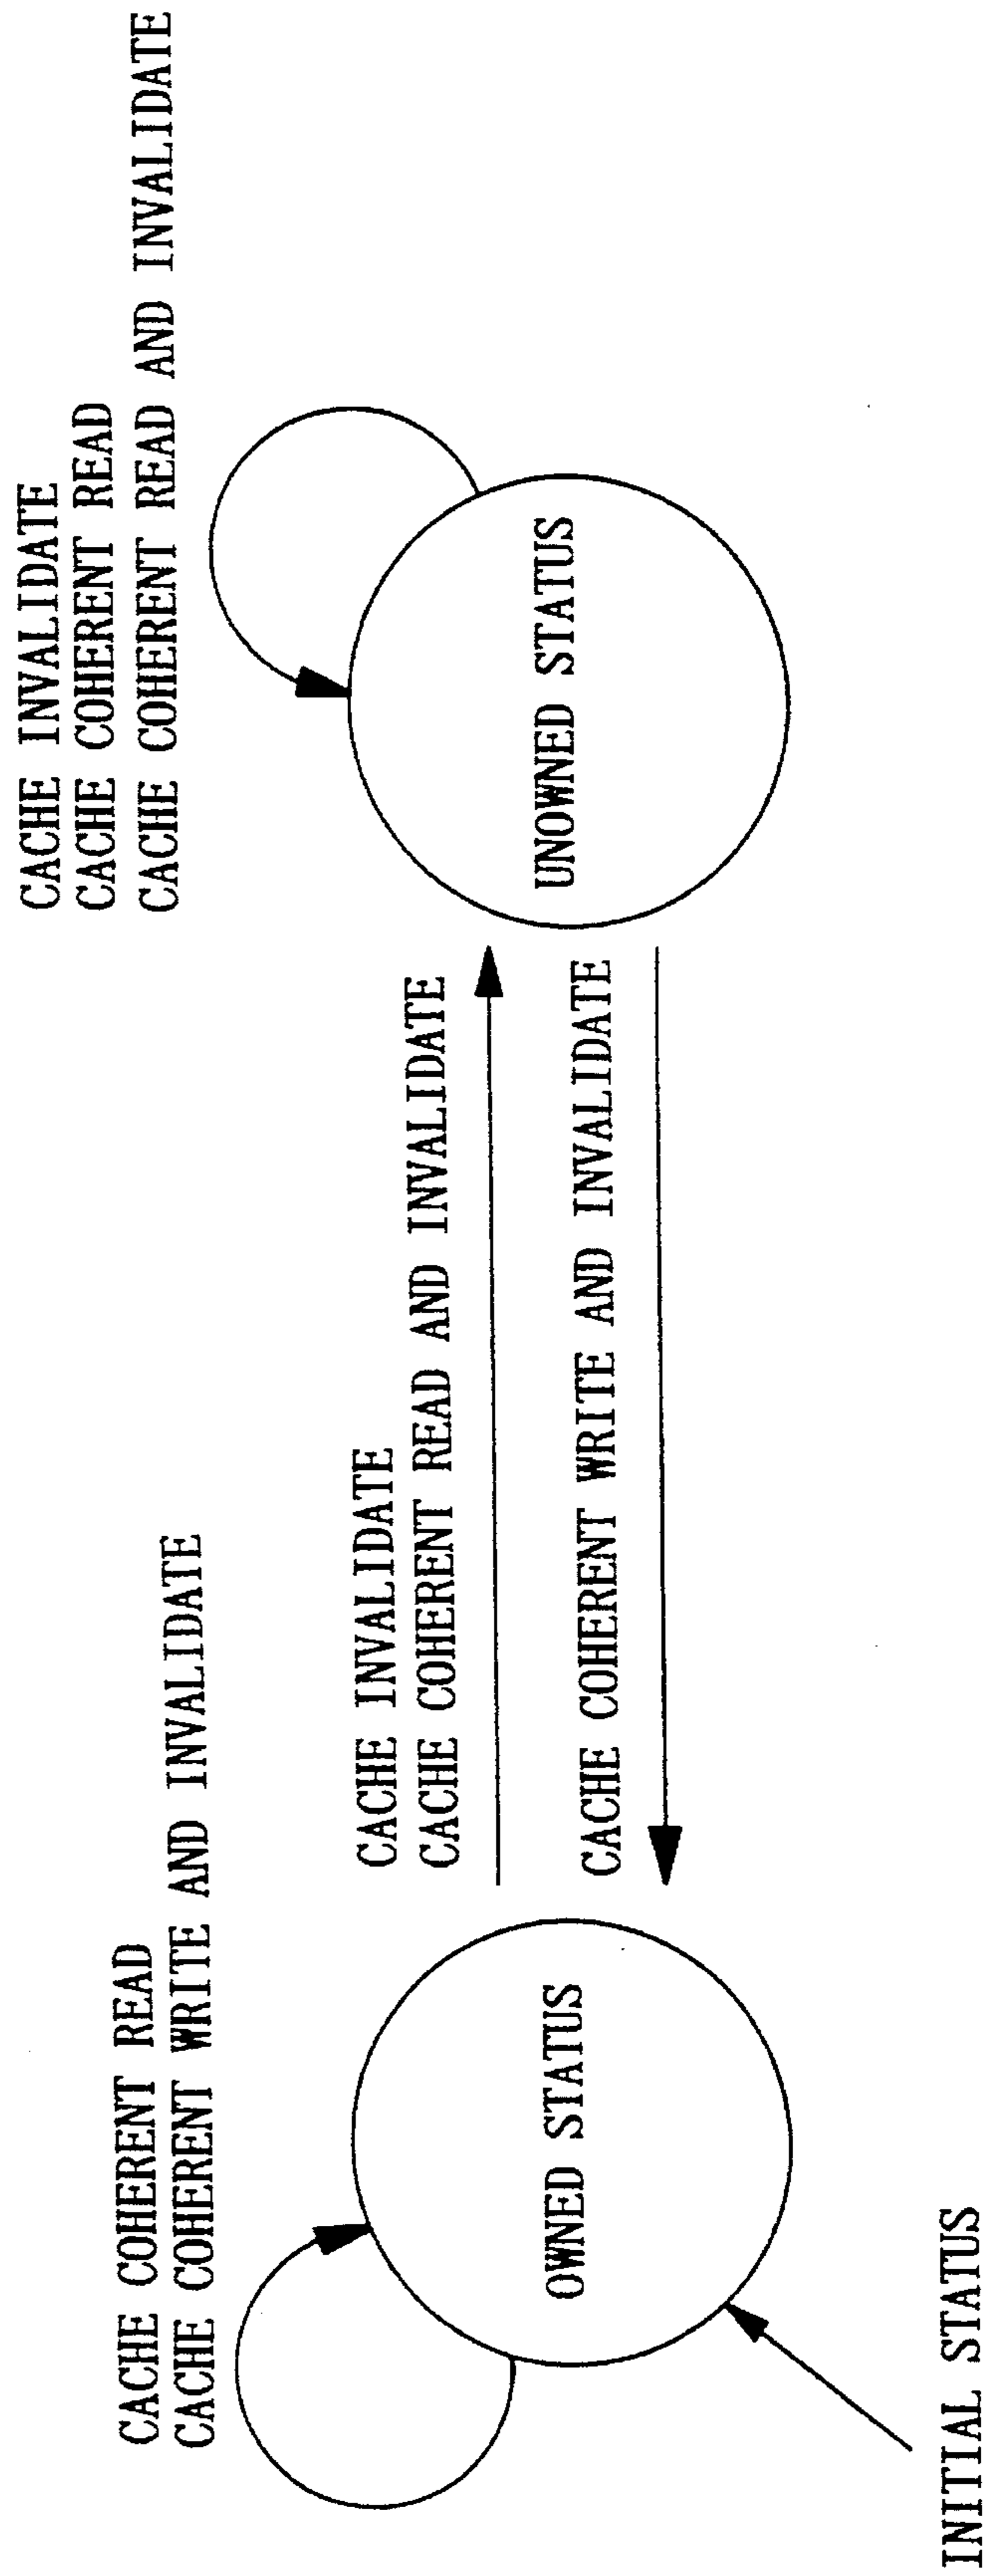 CACHE COHERENT READ
CACHE COHERENT WRITE AND INVALIDATE
CACHE INVALIDATE
CACHE COHERENT READ AND INVALIDATE
CACHE COHERENT WRITE AND INVALIDATE
CACHE INVALIDATE
CACHE COHERENT READ
CACHE COHERENT READ AND INVALIDATE
OWNED STATUS
UNOWNED STATUS
INITIAL STATUS